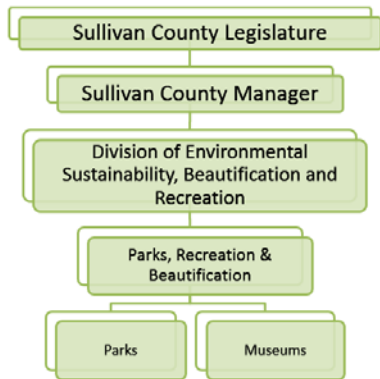 Sullivan County Legislature
Sullivan County Manager
Division of Environmental
Sustainability, Beautification and
Recreation
Parks, Recreation &
Beautification
Parks
Museums